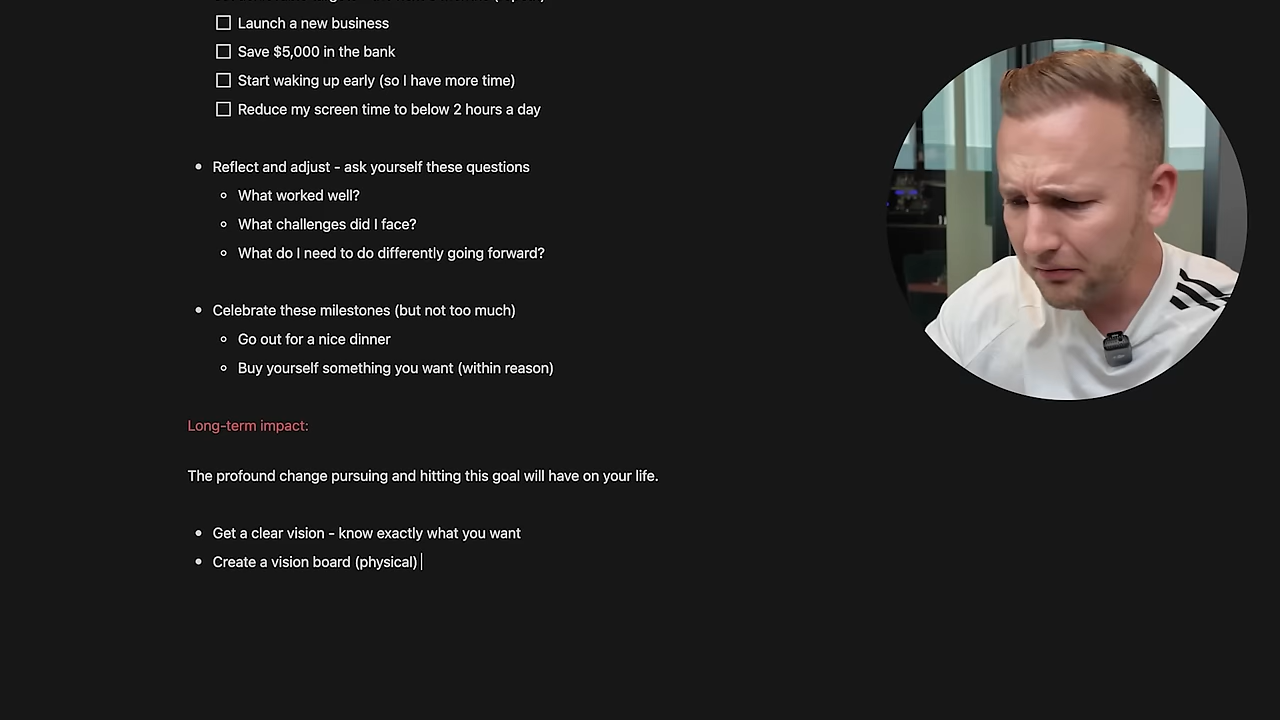 Launch a new business
Save $5,000 in the bank
Start waking up early (so I have more time)
Reduce my screen time to below 2 hours a day
Reflect and adjust - ask yourself these questions
What worked well?
What challenges did I face?
What do I need to do differently going forward?
Celebrate these milestones (but not too much)
Go out for a nice dinner
Buy yourself something you want (within reason)
Long-term impact:
The profound change pursuing and hitting this goal will have on your life.
Get a clear vision - know exactly what you want
Create a vision board (physical)